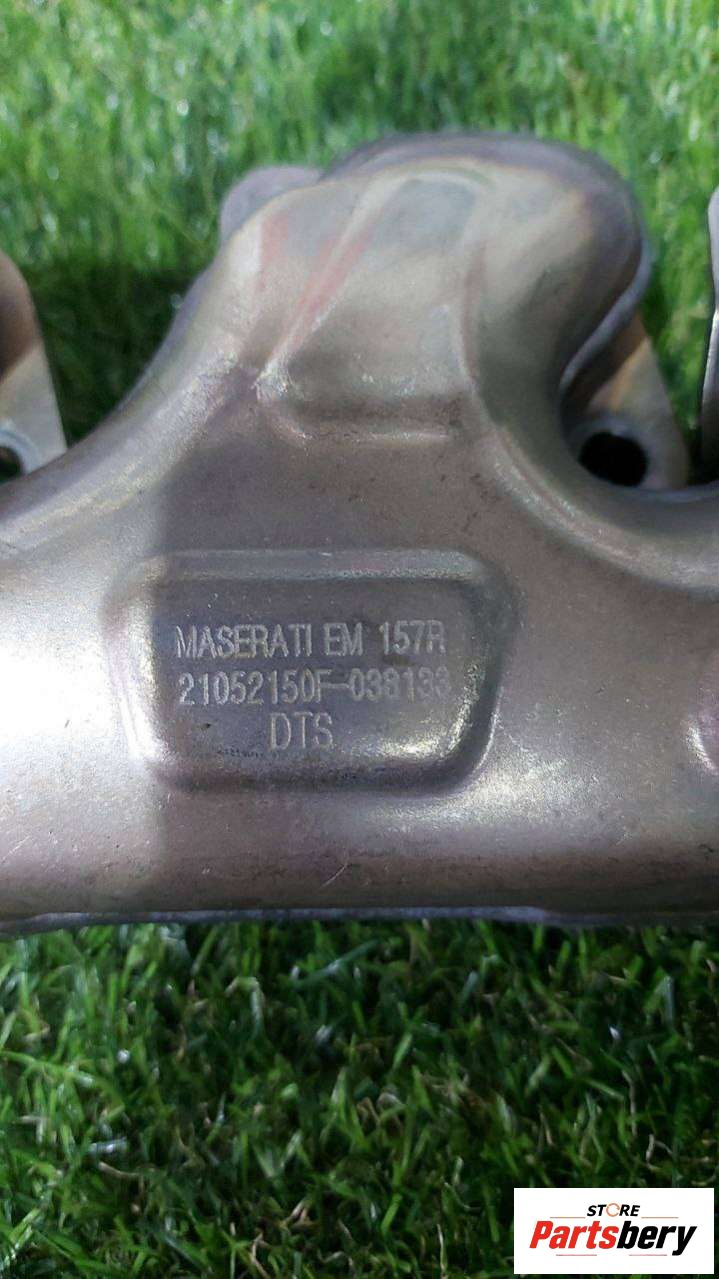 MASERATI EM 157R
21052150F-038133
DTS
STORE
Partsbery